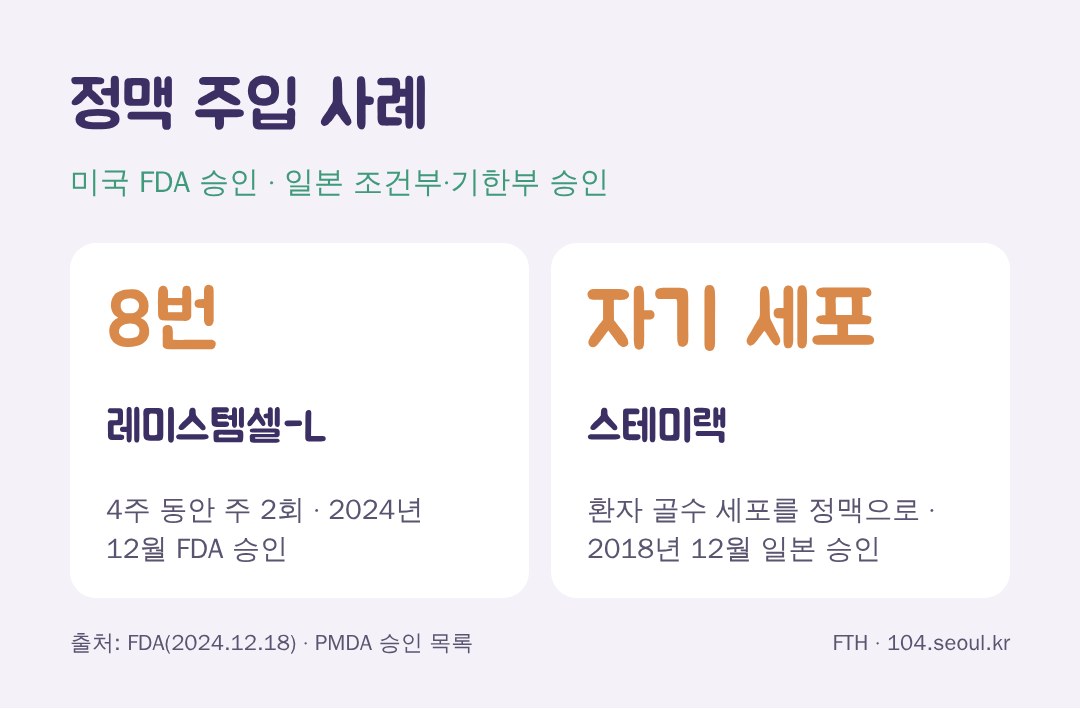 정맥 주입 사례
미국 FDA 승인 · 일본 조건부·기한부 승인
8번
레미스템셀-L
4주 동안 주 2회 · 2024년
12월 FDA 승인
자기 세포
스테미랙
환자 골수 세포를 정맥으로 ·
2018년 12월 일본 승인
출처: FDA(2024.12.18) · PMDA 승인 목록
FTH · 104.seoul.kr